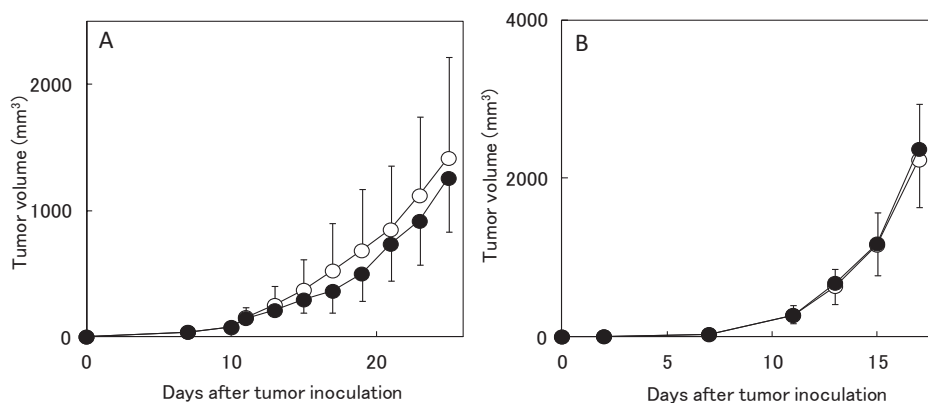 A
Tumor volume (mm³)
2000
1000
0
0
10
20
Days after tumor inoculation
B
Tumor volume (mm³)
4000
2000
0
0
5
10
15
Days after tumor inoculation